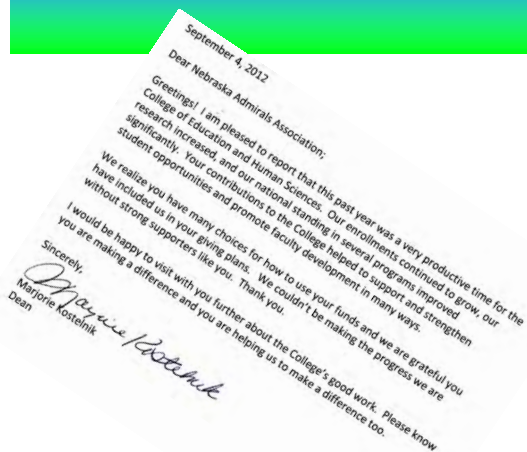 September 4, 2012
Dear Nebraska Admirals Association;
Greetings! I am pleased to report that this past year was a very productive time for the
College of Education and Human Sciences. Our enrollments continued to grow, our
research increased, and our national standing in several programs improved
significantly. Your contributions to the College helped to support and strengthen
student opportunities and promote faculty development in many ways.
We realize you have many choices for how to use your funds and we are grateful you
have included us in your giving plans. We couldn't be making the progress we are
without strong supporters like you. Thank you.
I would be happy to visit with you further about the College's good work. Please know
you are making a difference and you are helping us to make a difference too.
Sincerely,
Marjorie Kostelnik
Marjorie Kostelnik
Dean